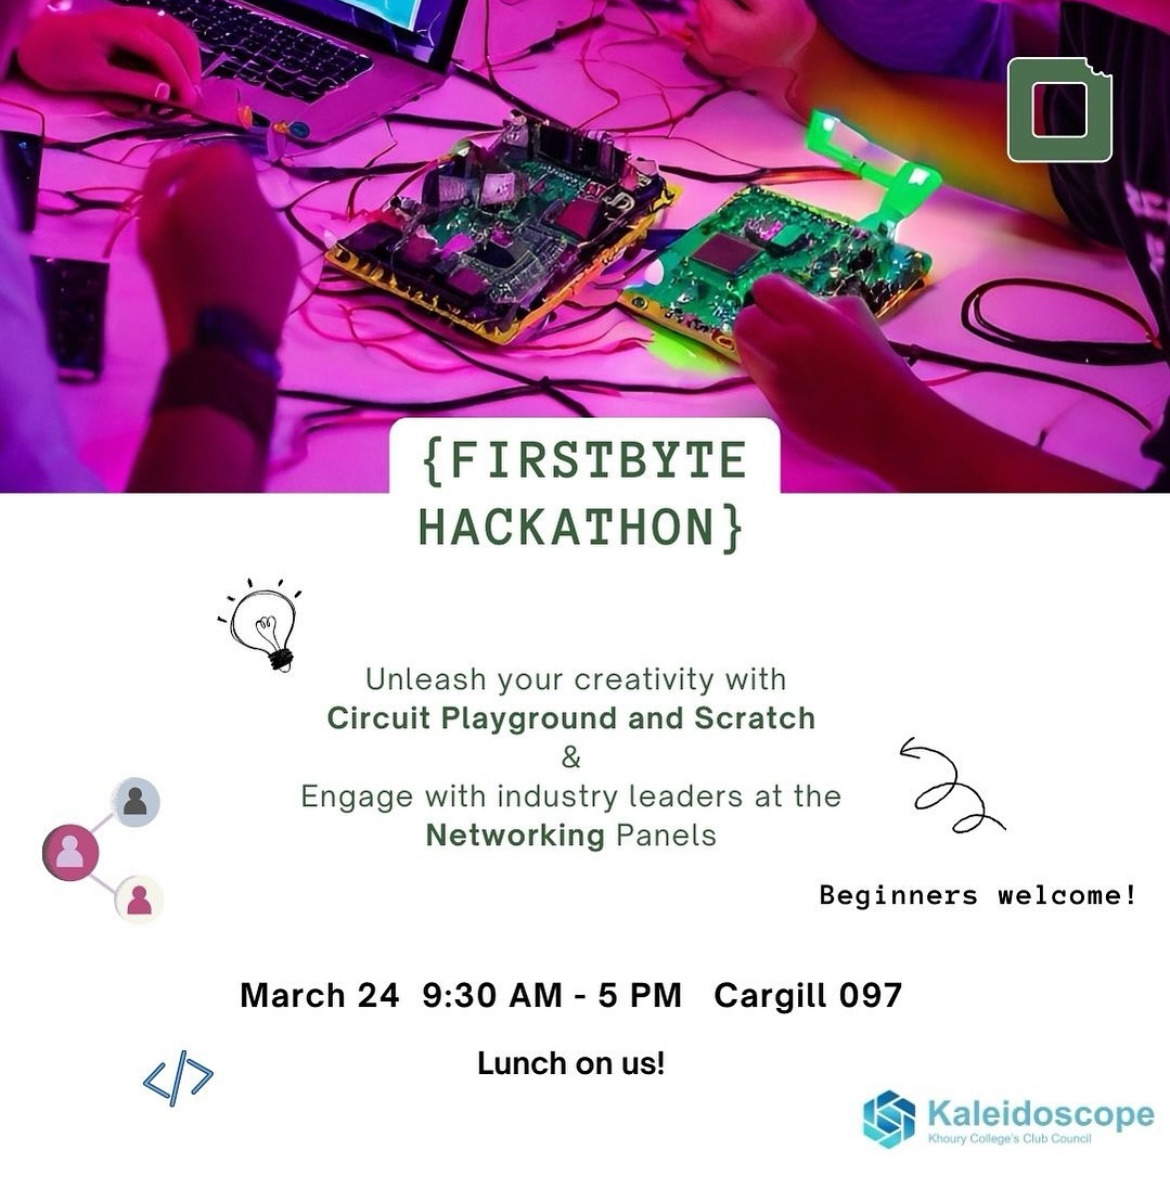 {FIRSTBYTE
HACKATHON}
Unleash your creativity with
Circuit Playground and Scratch
&
Engage with industry leaders at the
Networking Panels
Beginners welcome!
March 24 9:30 AM - 5 PM Cargill 097
Lunch on us!
</>
Kaleidoscope
Khoury College's Club Council